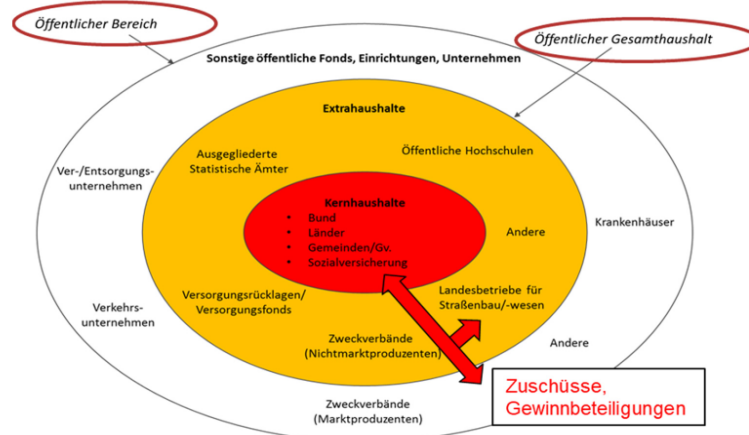 Öffentlicher Bereich
Öffentlicher Gesamthaushalt
Sonstige öffentliche Fonds, Einrichtungen, Unternehmen
Extrahaushalte
Ausgegliederte
Statistische Ämter
Öffentliche Hochschulen
Ver-/Entsorgungs-
unternehmen
Kernhaushalte
• Bund
• Länder
• Gemeinden/Gv.
• Sozialversicherung
Andere
Krankenhäuser
Versorgungsrücklagen/
Versorgungsfonds
Landesbetriebe für
Straßenbau/-wesen
Verkehrs-
unternehmen
Zweckverbände
(Nichtmarktproduzenten)
Andere
Zuschüsse,
Gewinnbeteiligungen
Zweckverbände
(Marktproduzenten)